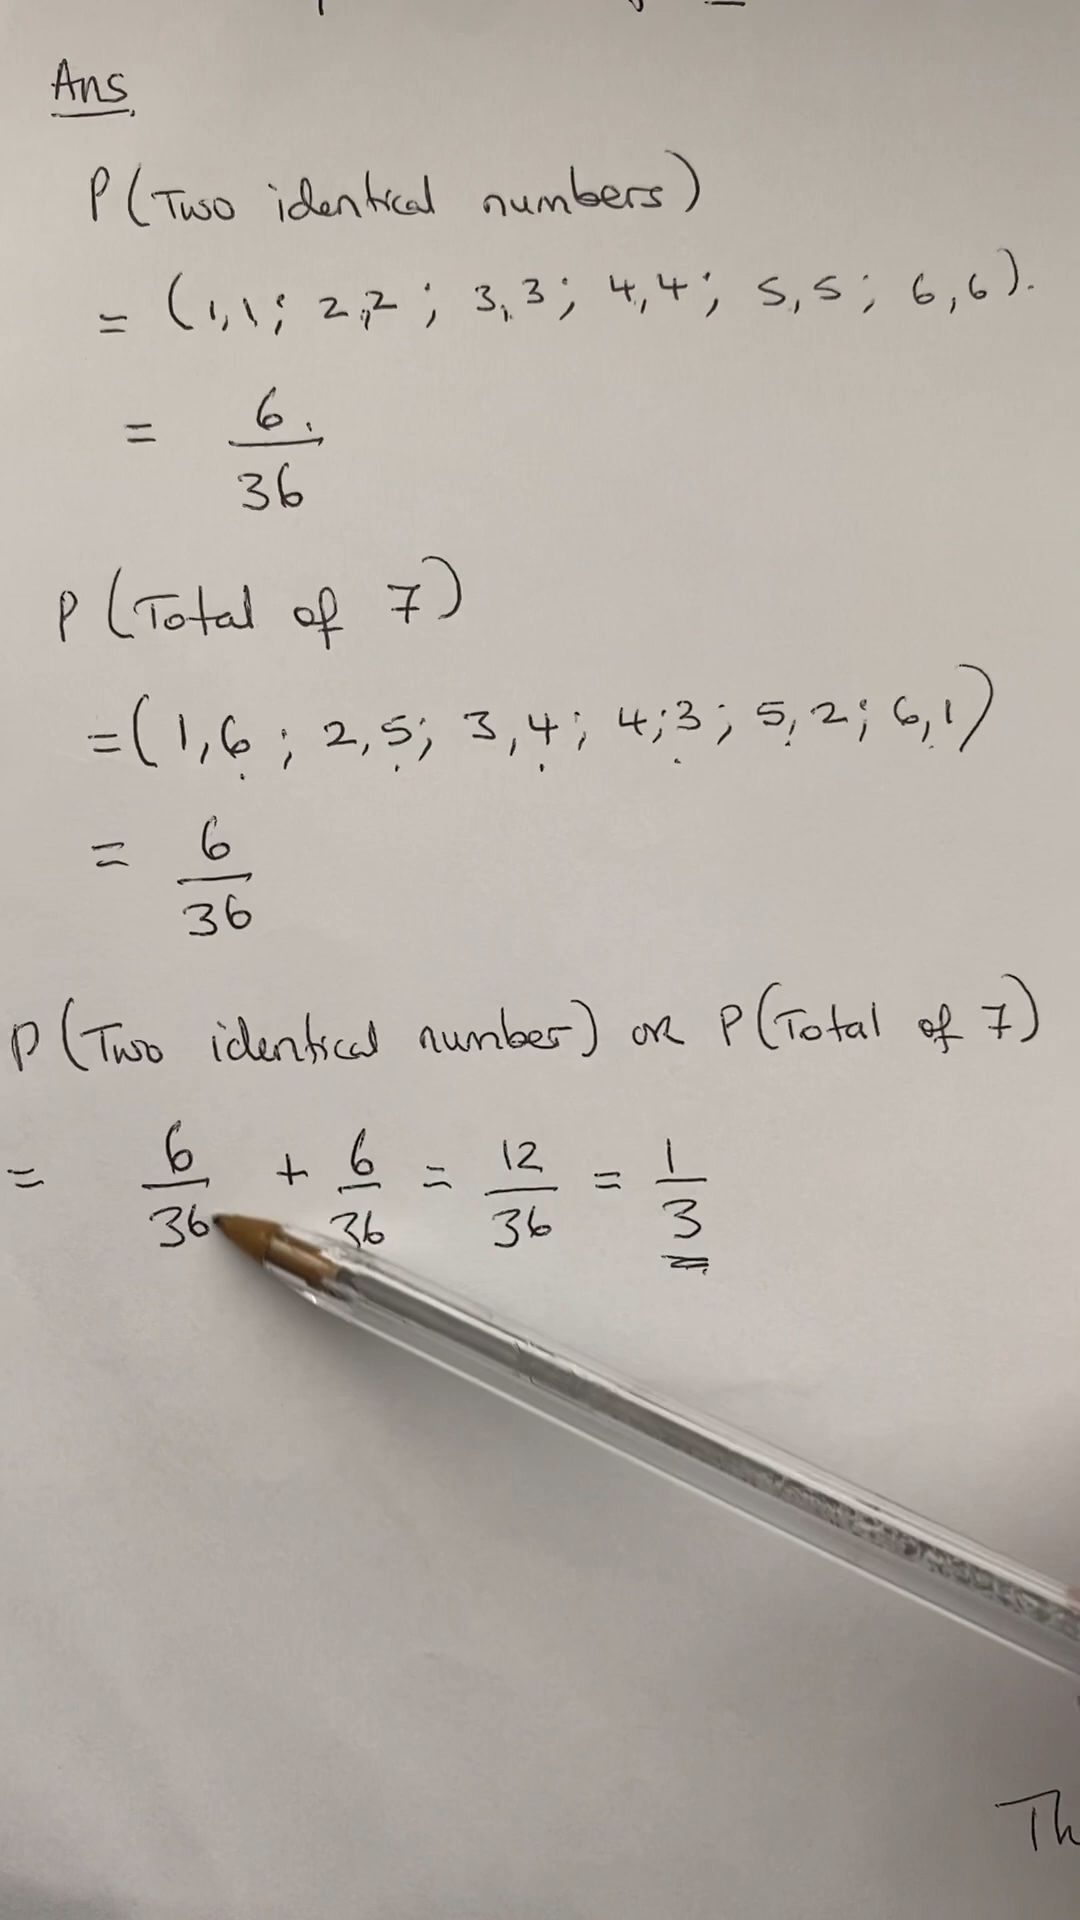 Ans
P(Two identical numbers)
= (1,1; 2,2; 3,3; 4,4; 5,5; 6,6).
= 6/36
P(Total of 7)
=(1,6; 2,5; 3,4; 4;3; 5,2; 6,1)
= 6/36
P(Two identical number) OR P(Total of 7)
= 6/36 + 6/36 = 12/36 = 1/3